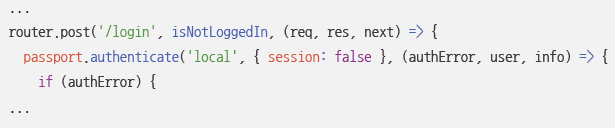 ...
router.post('/login', isNotLoggedIn, (req, res, next) => {
  passport.authenticate('local', { session: false }, (authError, user, info) => {
    if (authError) {
...